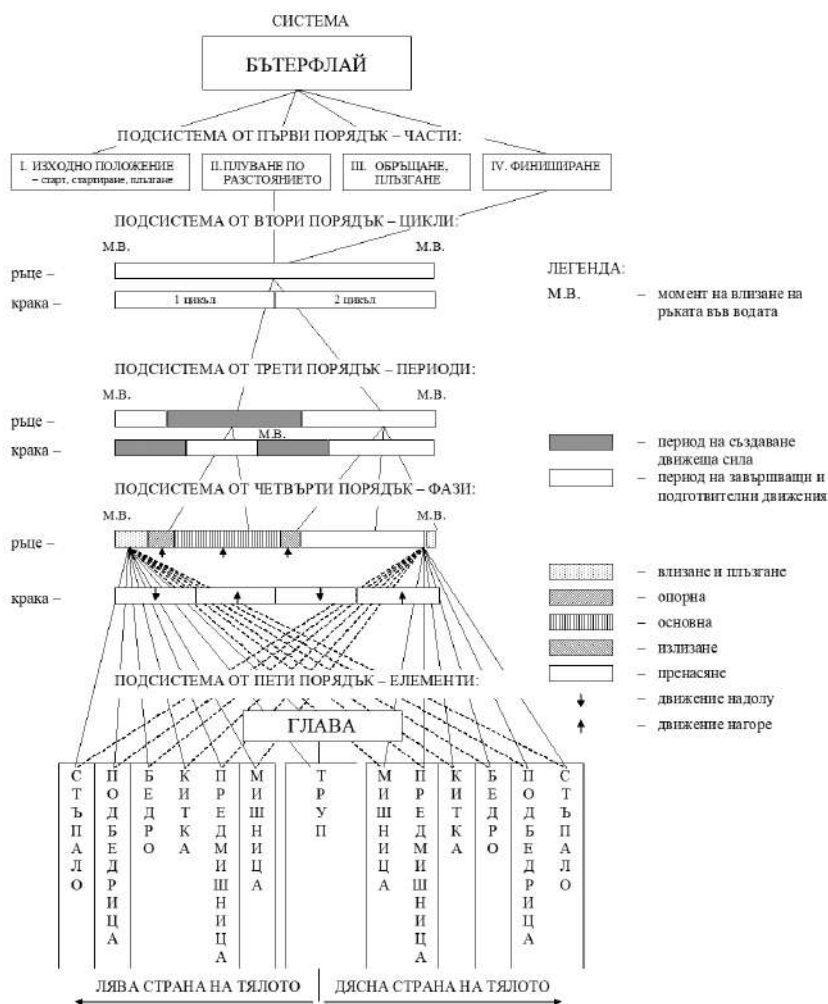 СИСТЕМА
БЪТЕРФЛАЙ
ПОДСИСТЕМА ОТ ПЪРВИ ПОРЯДЪК – ЧАСТИ:
I. ИЗХОДНО ПОЛОЖЕНИЕ
– старт, стартиране, плъзгане
II. ПЛУВАНЕ ПО
РАЗСТОЯНИЕТО
III. ОБРЪЩАНЕ,
ПЛЪЗГАНЕ
IV. ФИНИШИРАНЕ
ПОДСИСТЕМА ОТ ВТОРИ ПОРЯДЪК – ЦИКЛИ:
М.В. М.В.
ръце –
крака – 1 цикъл 2 цикъл
ЛЕГЕНДА:
М.В. – момент на влизане на
ръката във водата
ПОДСИСТЕМА ОТ ТРЕТИ ПОРЯДЪК – ПЕРИОДИ:
М.В. М.В.
ръце –
М.В.
крака –
– период на създаване
движеща сила
– период на завършващи и
подготвителни движения
ПОДСИСТЕМА ОТ ЧЕТВЪРТИ ПОРЯДЪК – ФАЗИ:
М.В. М.В.
ръце –
крака –
– влизане и плъзгане
– опорна
– основна
– излизане
– пренасяне
– движение надолу
– движение нагоре
ПОДСИСТЕМА ОТ ПЕТИ ПОРЯДЪК – ЕЛЕМЕНТИ:
ГЛАВА
СТЪПАЛО
ПОДБЕДРИЦА
БЕДРО
КИТКА
ПРЕДМИШНИЦА
МИШНИЦА
ТРУП
МИШНИЦА
ПРЕДМИШНИЦА
КИТКА
БЕДРО
ПОДБЕДРИЦА
СТЪПАЛО
ЛЯВА СТРАНА НА ТЯЛОТО ДЯСНА СТРАНА НА ТЯЛОТО